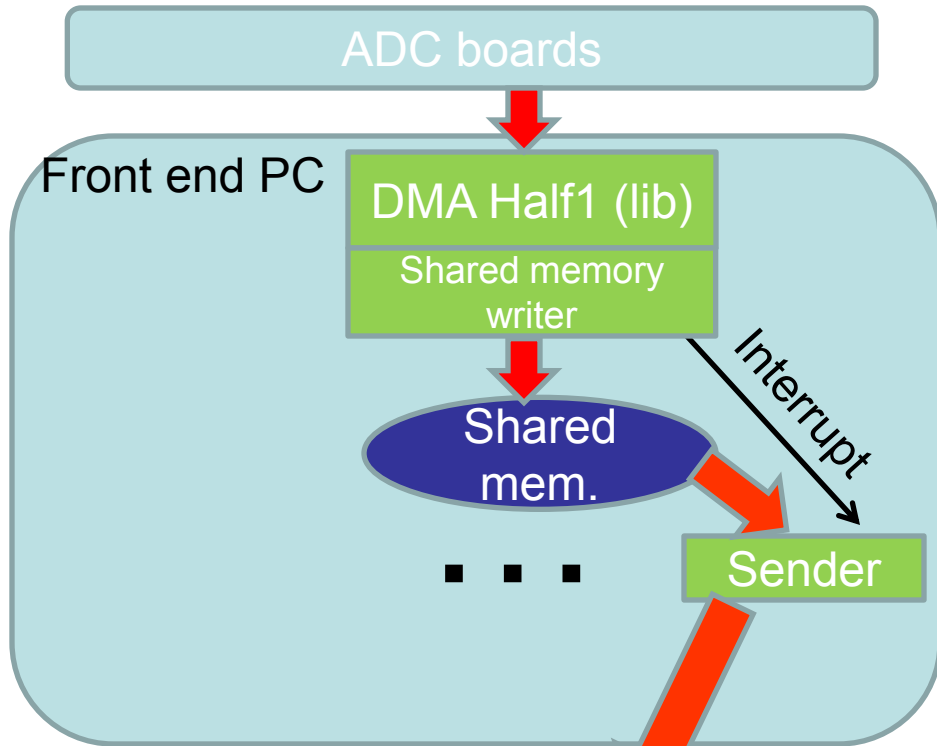 ADC boards
Front end PC
DMA Half1 (lib)
Shared memory
writer
Interrupt
Shared
mem.
. . .
Sender